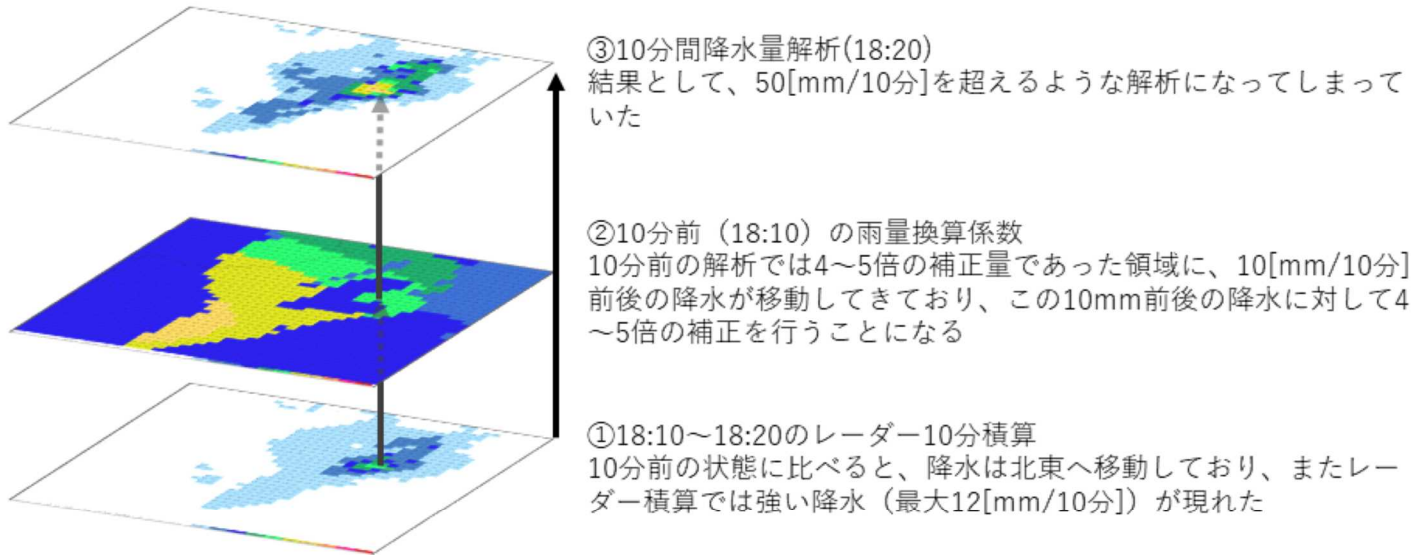 ③10分間降水量解析(18:20)
結果として、50[mm/10分]を超えるような解析になってしまって
いた
②10分前（18:10）の雨量換算係数
10分前の解析では4～5倍の補正量であった領域に、10[mm/10分]
前後の降水が移動してきており、この10mm前後の降水に対して4
～5倍の補正を行うことになる
①18:10～18:20のレーダー10分積算
10分前の状態に比べると、降水は北東へ移動しており、またレー
ダー積算では強い降水（最大12[mm/10分]）が現れた